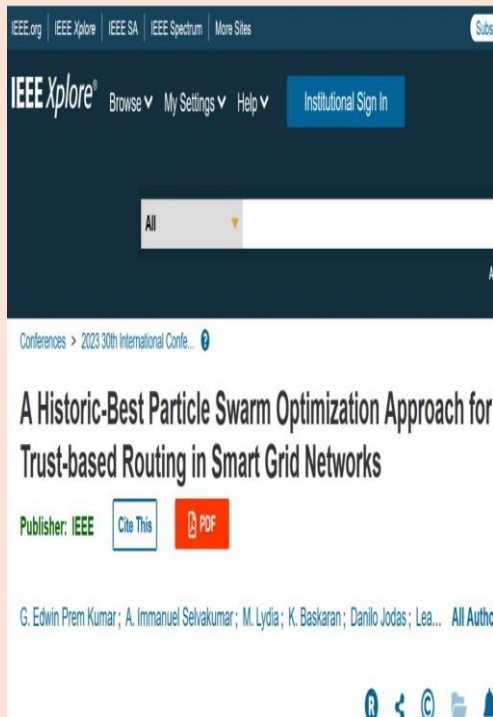 IEEE.org IEEE Xplore IEEE SA IEEE Spectrum More Sites Subs
IEEE Xplore® Browse My Settings Help Institutional Sign In
All
A
Conferences > 2023 30th International Confe... ?
A Historic-Best Particle Swarm Optimization Approach for
Trust-based Routing in Smart Grid Networks
Publisher: IEEE Cite This PDF
G. Edwin Prem Kumar ; A. Immanuel Selvakumar ; M. Lydia ; K. Baskaran ; Danilo Jodas ; Lea... All Autho
R ©